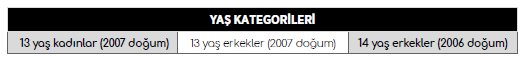 YAŞ KATEGORİLERİ
13 yaş kadınlar (2007 doğum) 13 yaş erkekler (2007 doğum) 14 yaş erkekler (2006 doğum)